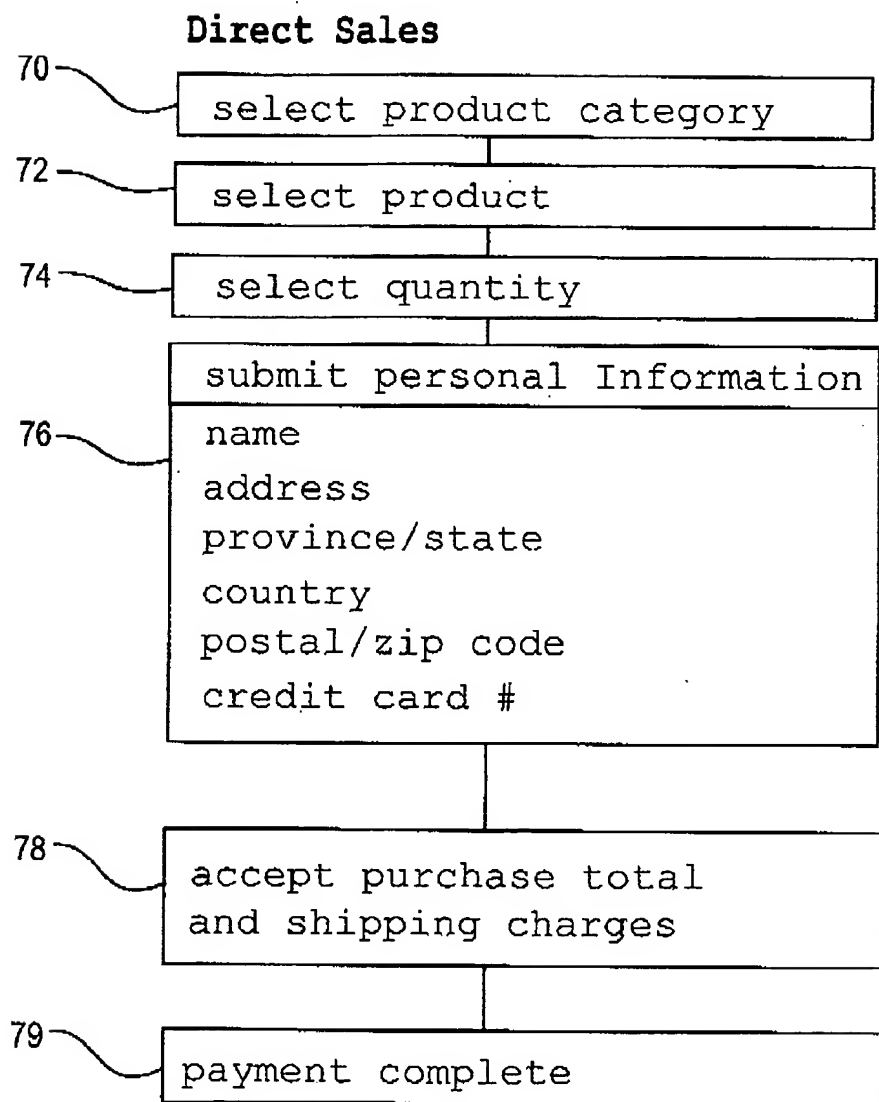 Direct Sales
70
select product category
72
select product
74
select quantity
submit personal Information
76
name
address
province/state
country
postal/zip code
credit card #
78
accept purchase total
and shipping charges
79
payment complete